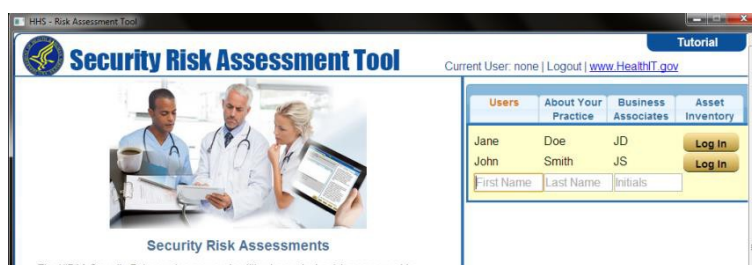 HHS - Risk Assessment Tool
Tutorial
Security Risk Assessment Tool
Current User: none | Logout | www.HealthIT.gov
Users
About Your Practice
Business Associates
Asset Inventory
Jane Doe JD Log In
John Smith JS Log In
First Name Last Name Initials
Security Risk Assessments